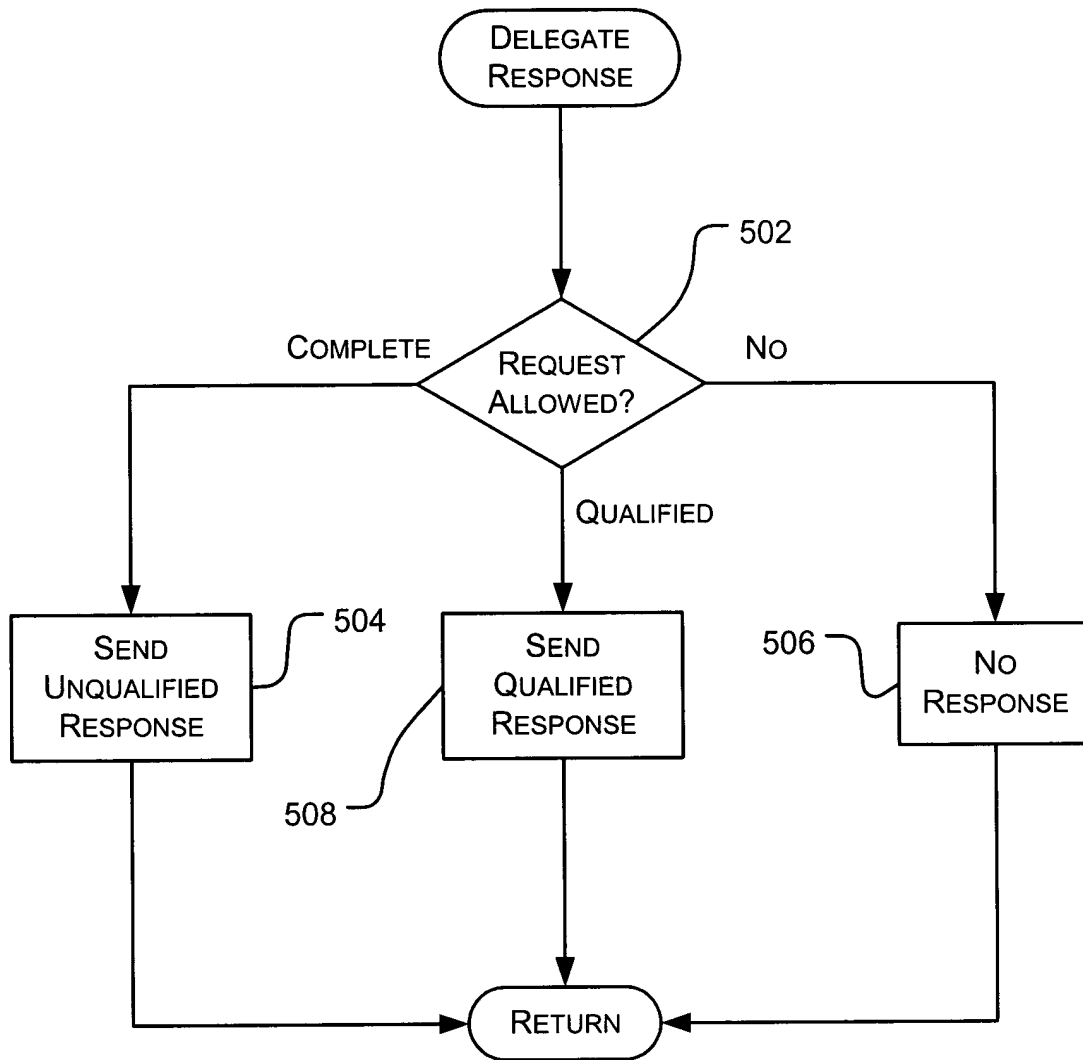 DELEGATE
RESPONSE
502
COMPLETE
REQUEST
ALLOWED?
NO
QUALIFIED
504
SEND
UNQUALIFIED
RESPONSE
SEND
QUALIFIED
RESPONSE
508
506
NO
RESPONSE
RETURN